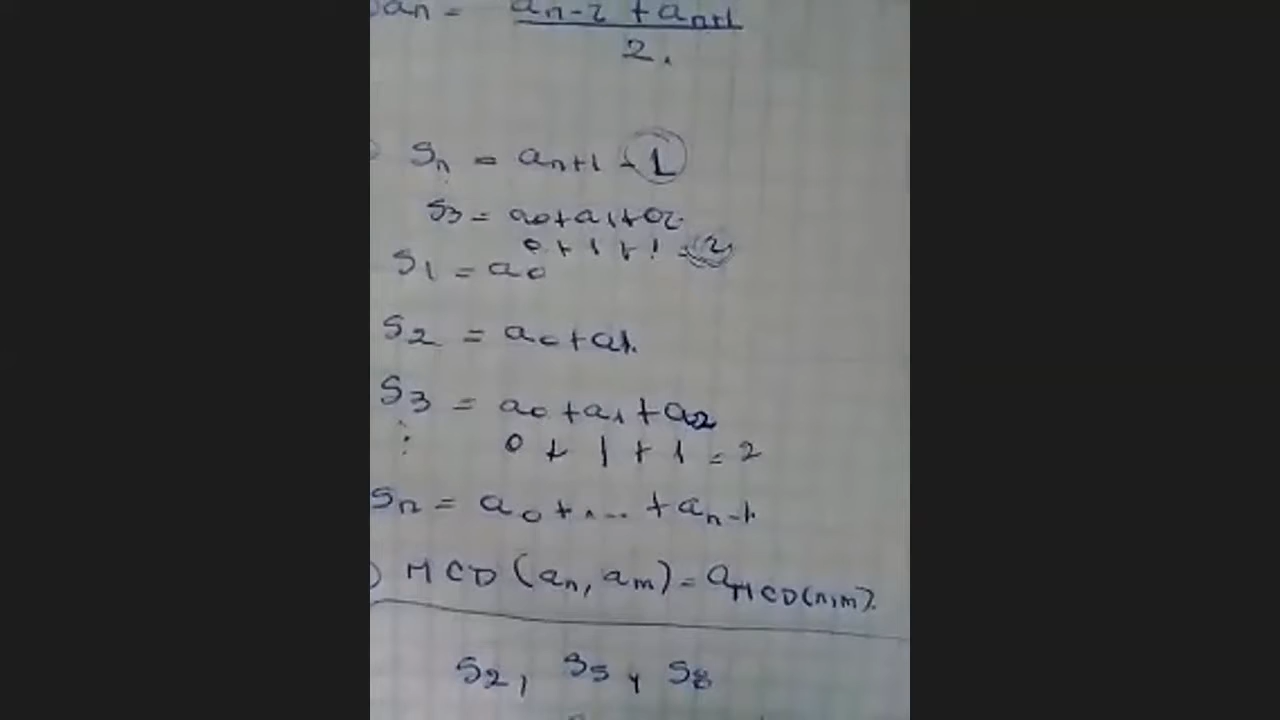 an = an-2 + an+1
2.
Sn = an+1 - 1
S3 = a0 + a1 + a2
0 + 1 + 1 = 2
S1 = a0
S2 = a0 + a1.
S3 = a0 + a1 + a2
⋮ 0 + 1 + 1 = 2
Sn = a0 + ... + an-1.
) MCD (an, am) = aMCD(n,m).
S2, S5 y S8